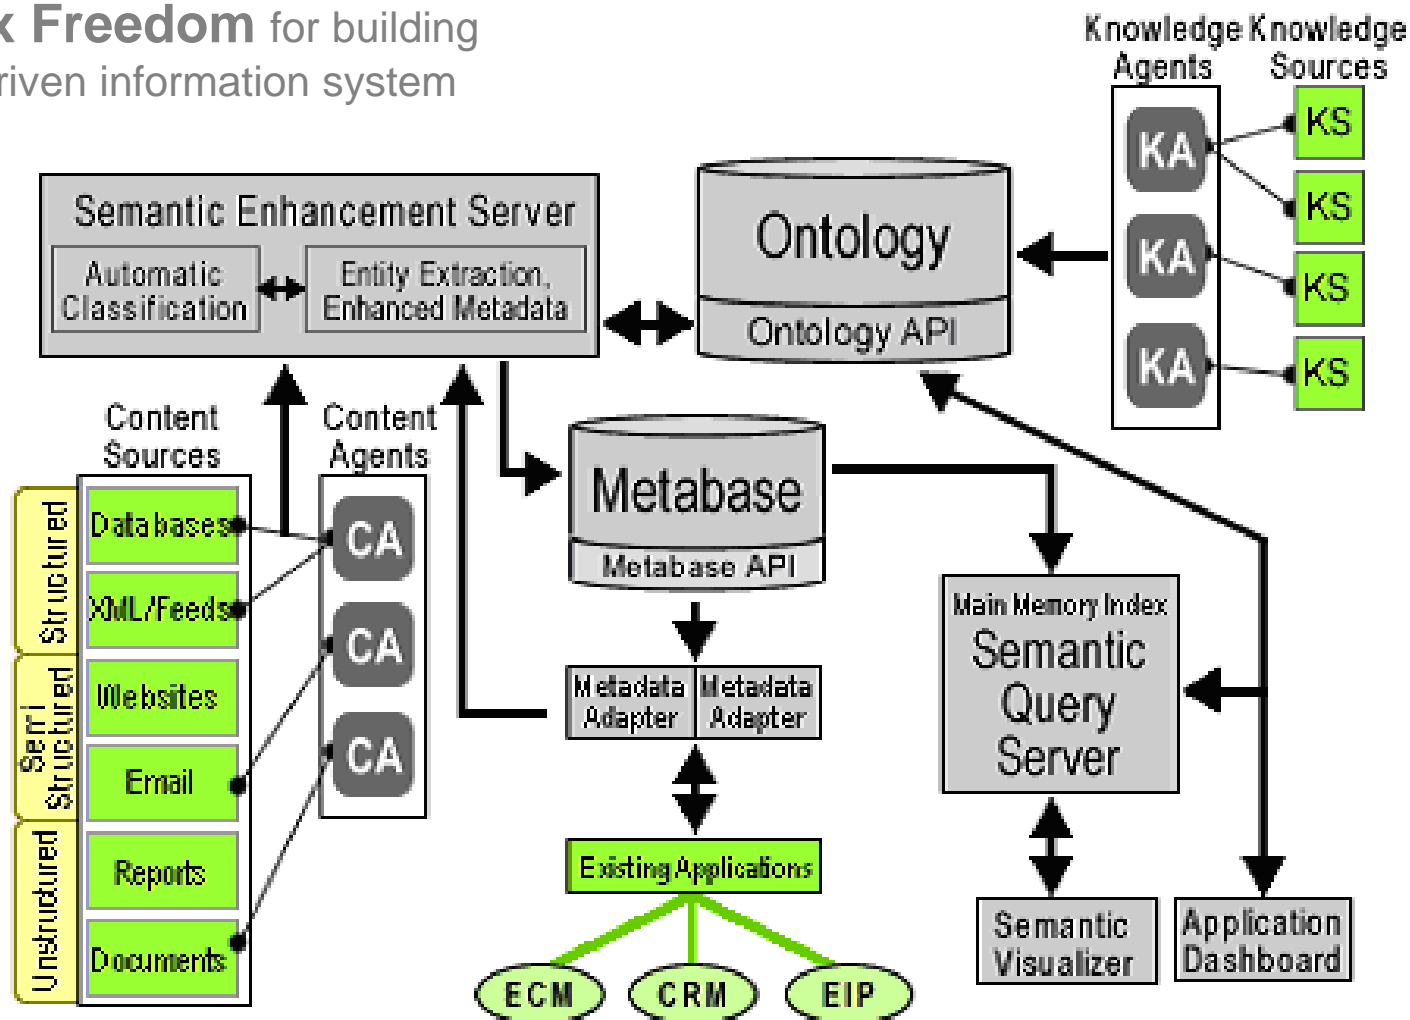 x Freedom for building
riven information system
Knowledge Agents
Knowledge Sources
KA
KA
KA
KS
KS
KS
KS
Semantic Enhancement Server
Automatic
Classification
Entity Extraction,
Enhanced Metadata
Ontology
Ontology API
Content
Sources
Content
Agents
Structured
Semi
Structured
Unstructured
Databases
XML/Feeds
Websites
Email
Reports
Documents
CA
CA
CA
Metabase
Metabase API
Metadata
Adapter
Metadata
Adapter
Existing Applications
ECM
CRM
EIP
Main Memory Index
Semantic
Query
Server
Semantic
Visualizer
Application
Dashboard